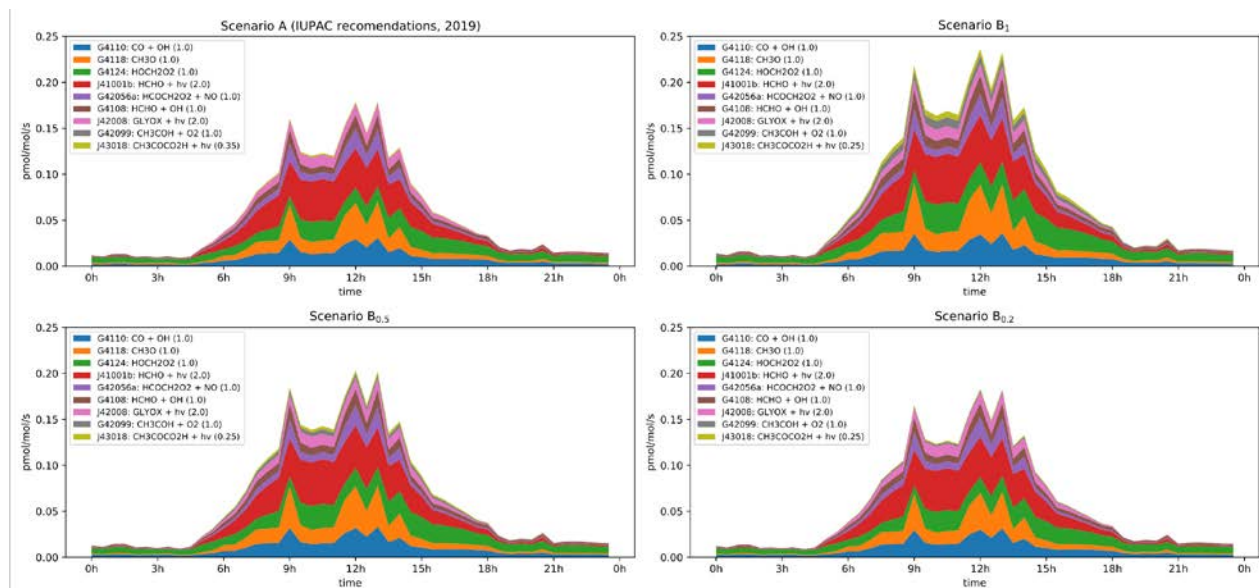 Scenario A (IUPAC recomendations, 2019)
pmol/mol/s
0.25
0.20
0.15
0.10
0.05
0.00
G4110: CO + OH (1.0)
G4118: CH3O (1.0)
G4124: HOCH2O2 (1.0)
J41001b: HCHO + hv (2.0)
G42056a: HCOCH2O2 + NO (1.0)
G4108: HCHO + OH (1.0)
J42008: GLYOX + hv (2.0)
G42099: CH3COH + O2 (1.0)
J43018: CH3COCO2H + hv (0.35)
0h 3h 6h 9h 12h 15h 18h 21h 0h
time
Scenario B₁
pmol/mol/s
0.25
0.20
0.15
0.10
0.05
0.00
G4110: CO + OH (1.0)
G4118: CH3O (1.0)
G4124: HOCH2O2 (1.0)
J41001b: HCHO + hv (2.0)
G42056a: HCOCH2O2 + NO (1.0)
G4108: HCHO + OH (1.0)
J42008: GLYOX + hv (2.0)
G42099: CH3COH + O2 (1.0)
J43018: CH3COCO2H + hv (0.25)
0h 3h 6h 9h 12h 15h 18h 21h 0h
time
Scenario B₀.₅
pmol/mol/s
0.25
0.20
0.15
0.10
0.05
0.00
G4110: CO + OH (1.0)
G4118: CH3O (1.0)
G4124: HOCH2O2 (1.0)
J41001b: HCHO + hv (2.0)
G42056a: HCOCH2O2 + NO (1.0)
G4108: HCHO + OH (1.0)
J42008: GLYOX + hv (2.0)
G42099: CH3COH + O2 (1.0)
J43018: CH3COCO2H + hv (0.25)
0h 3h 6h 9h 12h 15h 18h 21h 0h
time
Scenario B₀.₂
pmol/mol/s
0.25
0.20
0.15
0.10
0.05
0.00
G4110: CO + OH (1.0)
G4118: CH3O (1.0)
G4124: HOCH2O2 (1.0)
J41001b: HCHO + hv (2.0)
G42056a: HCOCH2O2 + NO (1.0)
G4108: HCHO + OH (1.0)
J42008: GLYOX + hv (2.0)
G42099: CH3COH + O2 (1.0)
J43018: CH3COCO2H + hv (0.25)
0h 3h 6h 9h 12h 15h 18h 21h 0h
time